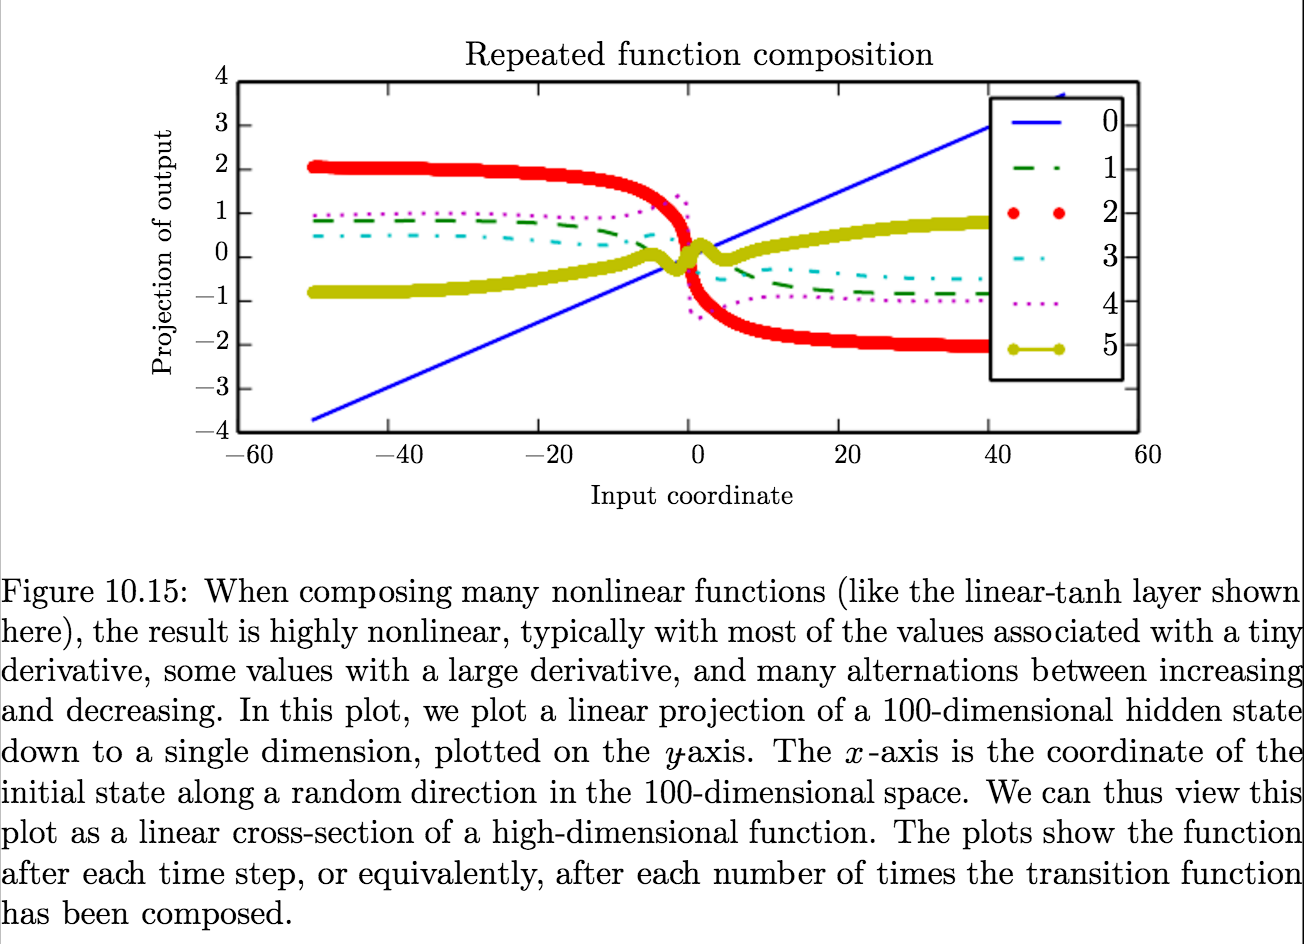 Repeated function composition
4
3
2
1
0
−1
−2
−3
−4
Projection of output
0
1
2
3
4
5
−60 −40 −20 0 20 40 60
Input coordinate
Figure 10.15: When composing many nonlinear functions (like the linear-tanh layer shown
here), the result is highly nonlinear, typically with most of the values associated with a tiny
derivative, some values with a large derivative, and many alternations between increasing
and decreasing. In this plot, we plot a linear projection of a 100-dimensional hidden state
down to a single dimension, plotted on the y-axis. The x-axis is the coordinate of the
initial state along a random direction in the 100-dimensional space. We can thus view this
plot as a linear cross-section of a high-dimensional function. The plots show the function
after each time step, or equivalently, after each number of times the transition function
has been composed.